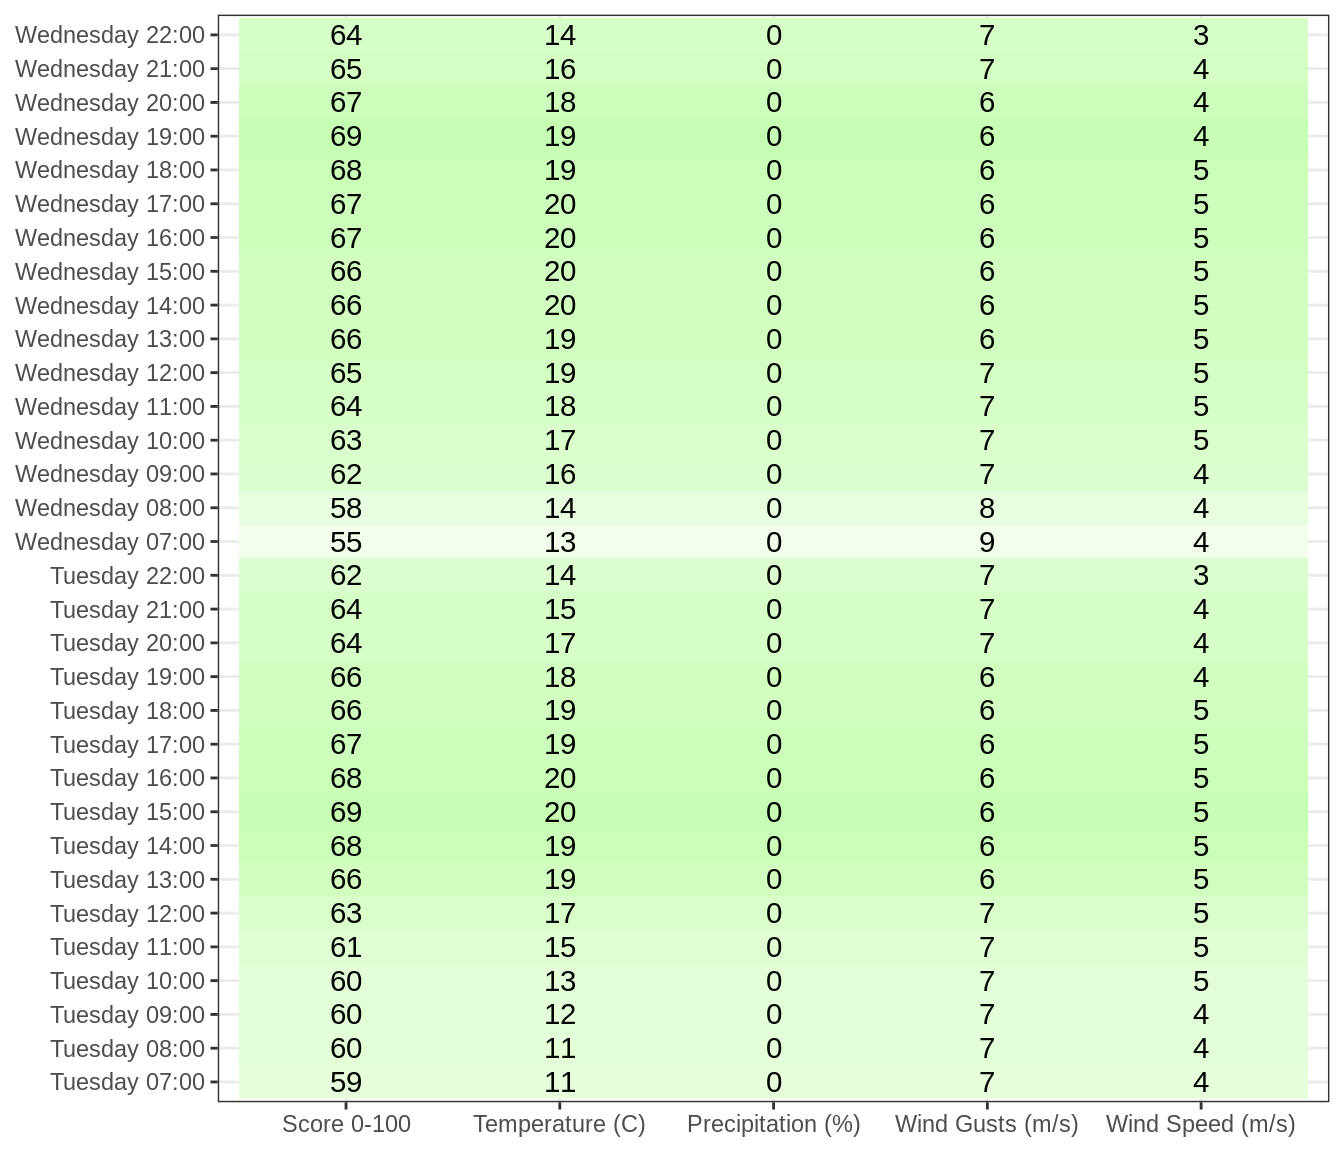 Wednesday 22:00 64 14 0 7 3
Wednesday 21:00 65 16 0 7 4
Wednesday 20:00 67 18 0 6 4
Wednesday 19:00 69 19 0 6 4
Wednesday 18:00 68 19 0 6 5
Wednesday 17:00 67 20 0 6 5
Wednesday 16:00 67 20 0 6 5
Wednesday 15:00 66 20 0 6 5
Wednesday 14:00 66 20 0 6 5
Wednesday 13:00 66 19 0 6 5
Wednesday 12:00 65 19 0 7 5
Wednesday 11:00 64 18 0 7 5
Wednesday 10:00 63 17 0 7 5
Wednesday 09:00 62 16 0 7 4
Wednesday 08:00 58 14 0 8 4
Wednesday 07:00 55 13 0 9 4
Tuesday 22:00 62 14 0 7 3
Tuesday 21:00 64 15 0 7 4
Tuesday 20:00 64 17 0 7 4
Tuesday 19:00 66 18 0 6 4
Tuesday 18:00 66 19 0 6 5
Tuesday 17:00 67 19 0 6 5
Tuesday 16:00 68 20 0 6 5
Tuesday 15:00 69 20 0 6 5
Tuesday 14:00 68 19 0 6 5
Tuesday 13:00 66 19 0 6 5
Tuesday 12:00 63 17 0 7 5
Tuesday 11:00 61 15 0 7 5
Tuesday 10:00 60 13 0 7 5
Tuesday 09:00 60 12 0 7 4
Tuesday 08:00 60 11 0 7 4
Tuesday 07:00 59 11 0 7 4
Score 0-100 Temperature (C) Precipitation (%) Wind Gusts (m/s) Wind Speed (m/s)